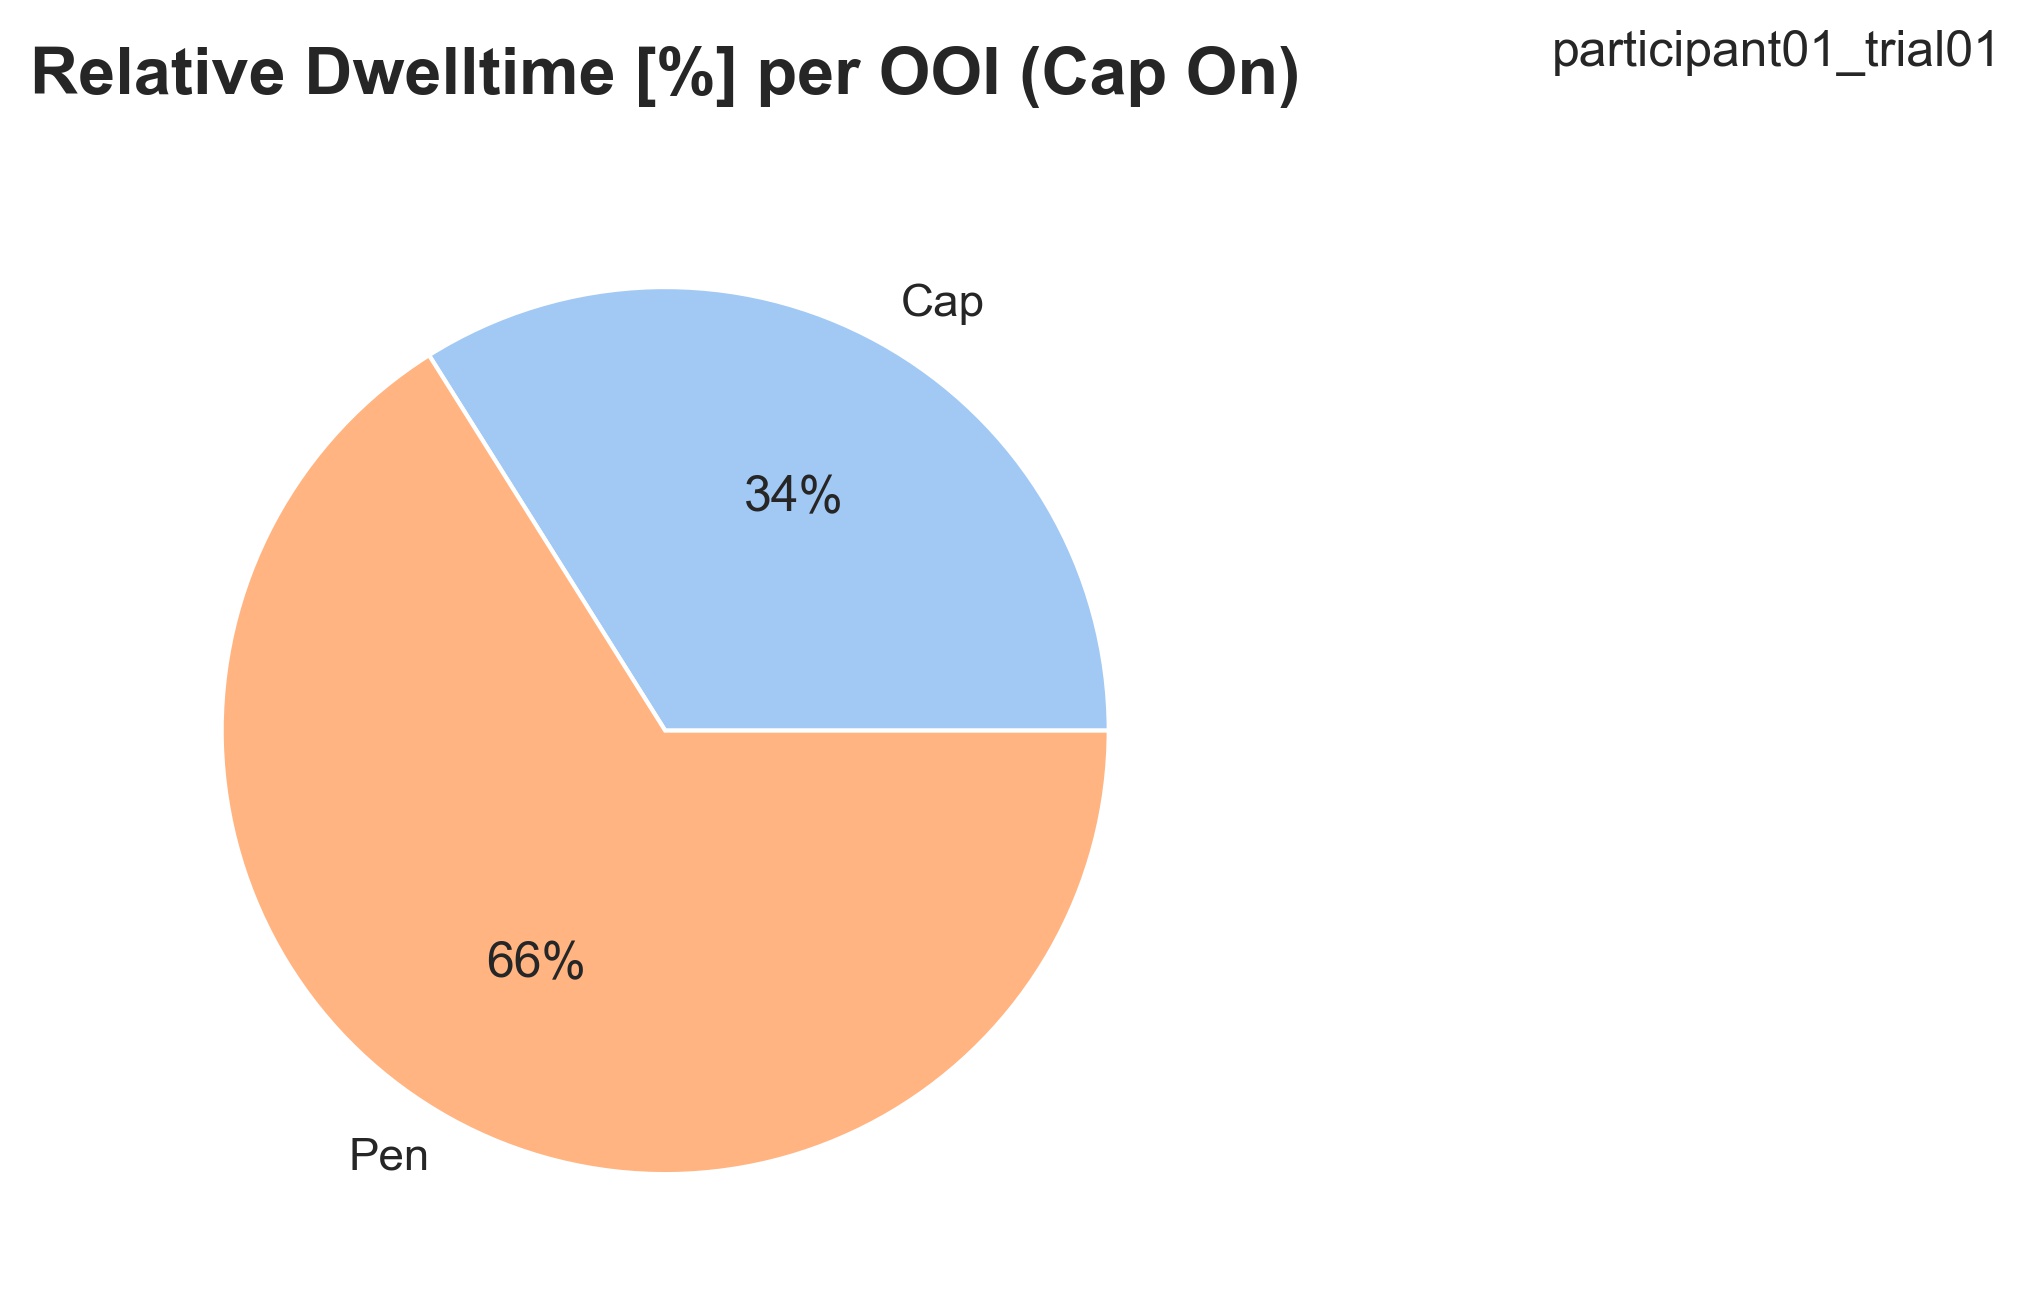 Relative Dwelltime [%] per OOI (Cap On)
participant01_trial01
Cap
34%
66%
Pen